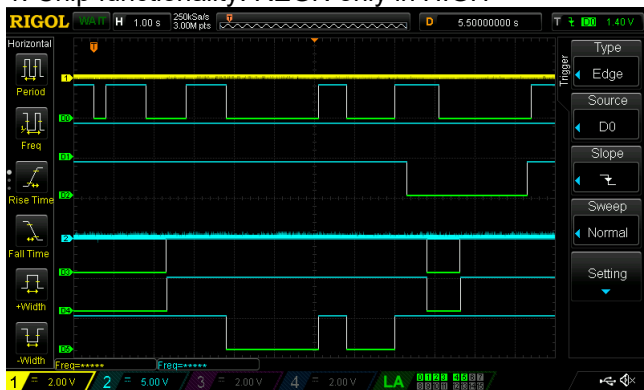 RIGOL WAIT H 1.00 s 250kSa/s 3.00M pts D 5.50000000 s T D0 1.40 V
Horizontal
Period
Freq
Rise Time
Fall Time
+Width
-Width
1
D0
D1
D2
2
D3
D4
D5
T
Trigger
Type
Edge
Source
D0
Slope
Sweep
Normal
Setting
Freq=***** Freq=*****
1 = 2.00 V 2 = 5.00 V 3 = 2.00 V 4 = 2.00 V LA